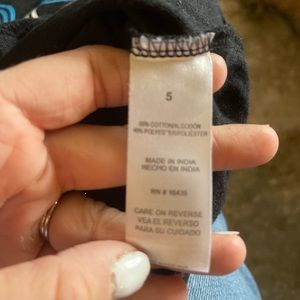 5
60% COTTON/ALGODÓN
40% POLYESTER/POLIÉSTER
MADE IN INDIA
HECHO EN INDIA
RN # 16435
CARE ON REVERSE
VEA EL REVERSO
PARA SU CUIDADO